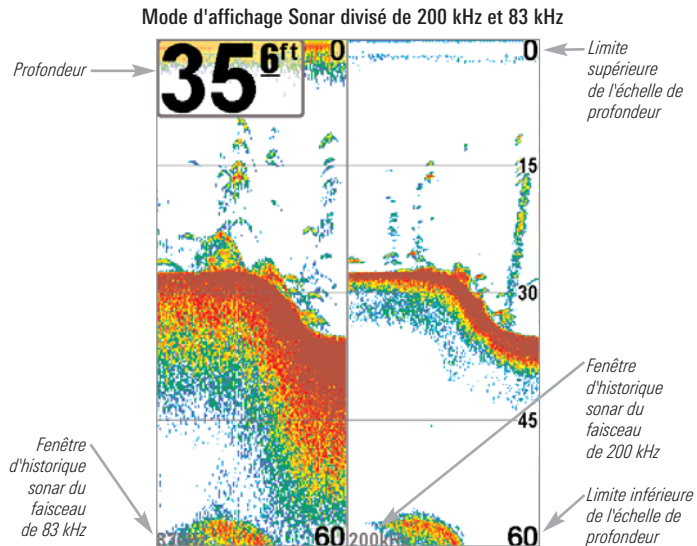 Mode d'affichage Sonar divisé de 200 kHz et 83 kHz
Profondeur
35 6 ft
0
0
Limite
supérieure
de l'échelle de
profondeur
15
30
45
Fenêtre
d'historique
sonar du
faisceau
de 200 kHz
Fenêtre
d'historique
sonar du
faisceau
de 83 kHz
83kHz
60
200kHz
60
Limite inférieure
de l'échelle de
profondeur